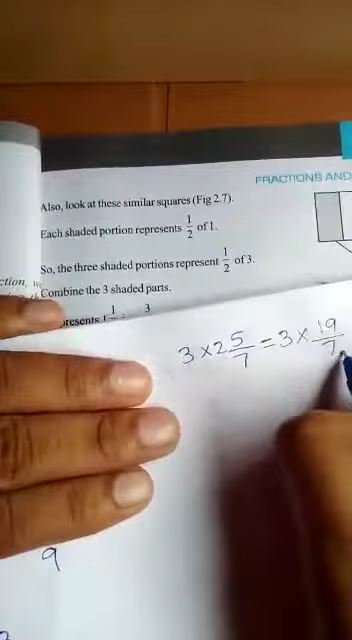 FRACTIONS AND
Also, look at these similar squares (Fig 2.7).
Each shaded portion represents 1/2 of 1.
So, the three shaded portions represent 1/2 of 3.
ction, w
Combine the 3 shaded parts.
3 × 2 5/7 = 3 × 19/7
9